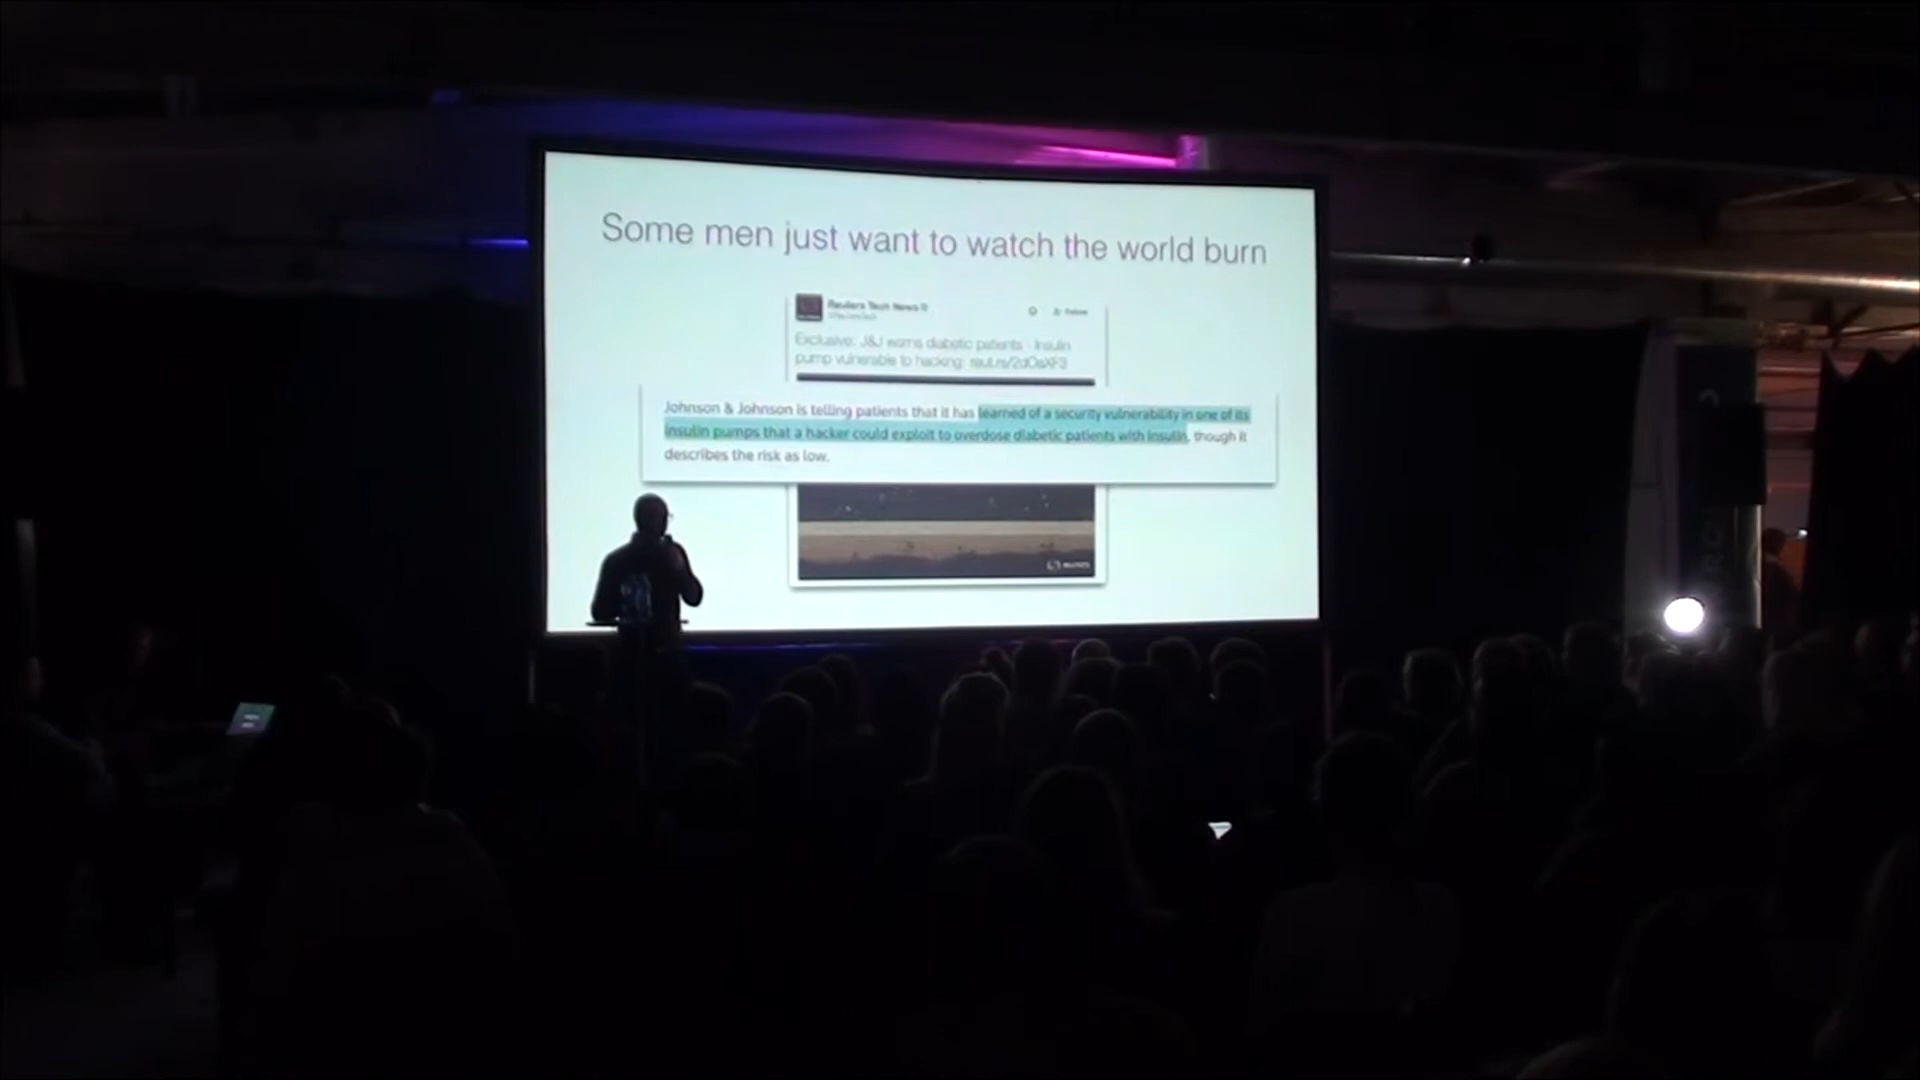 Some men just want to watch the world burn
Reuters Tech News
Follow
Exclusive: J&J warns diabetic patients - Insulin
pump vulnerable to hacking: reut.rs/2dOsXF3
Johnson & Johnson is telling patients that it has learned of a security vulnerability in one of its
insulin pumps that a hacker could exploit to overdose diabetic patients with insulin, though it
describes the risk as low.
REUTERS